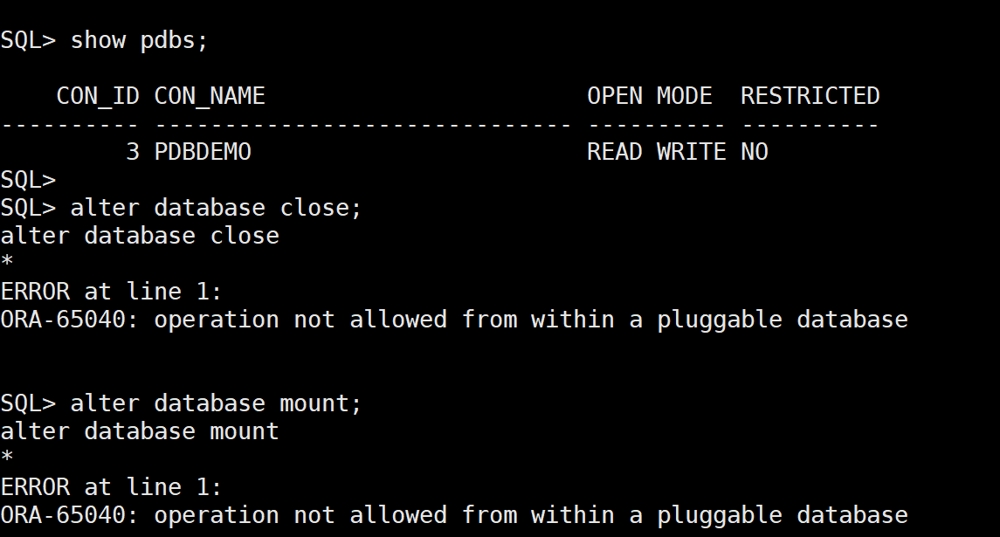 SQL> show pdbs;
    CON_ID CON_NAME                       OPEN MODE  RESTRICTED
---------- ------------------------------ ---------- ----------
         3 PDBDEMO                        READ WRITE NO
SQL>
SQL> alter database close;
alter database close
*
ERROR at line 1:
ORA-65040: operation not allowed from within a pluggable database
SQL> alter database mount;
alter database mount
*
ERROR at line 1:
ORA-65040: operation not allowed from within a pluggable database